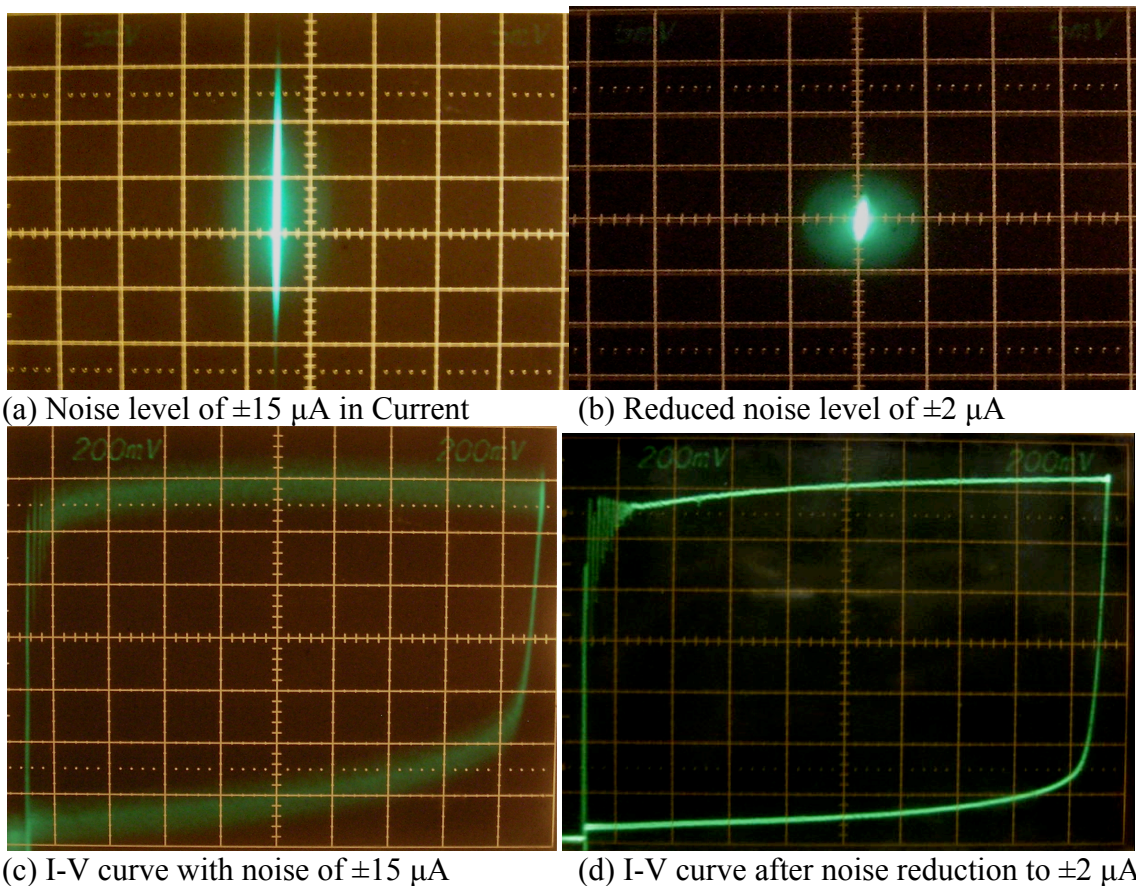 (a) Noise level of ±15 μA in Current
(b) Reduced noise level of ±2 μA
200mV 200mV
200mV 200mV
(c) I-V curve with noise of ±15 μA
(d) I-V curve after noise reduction to ±2 μA